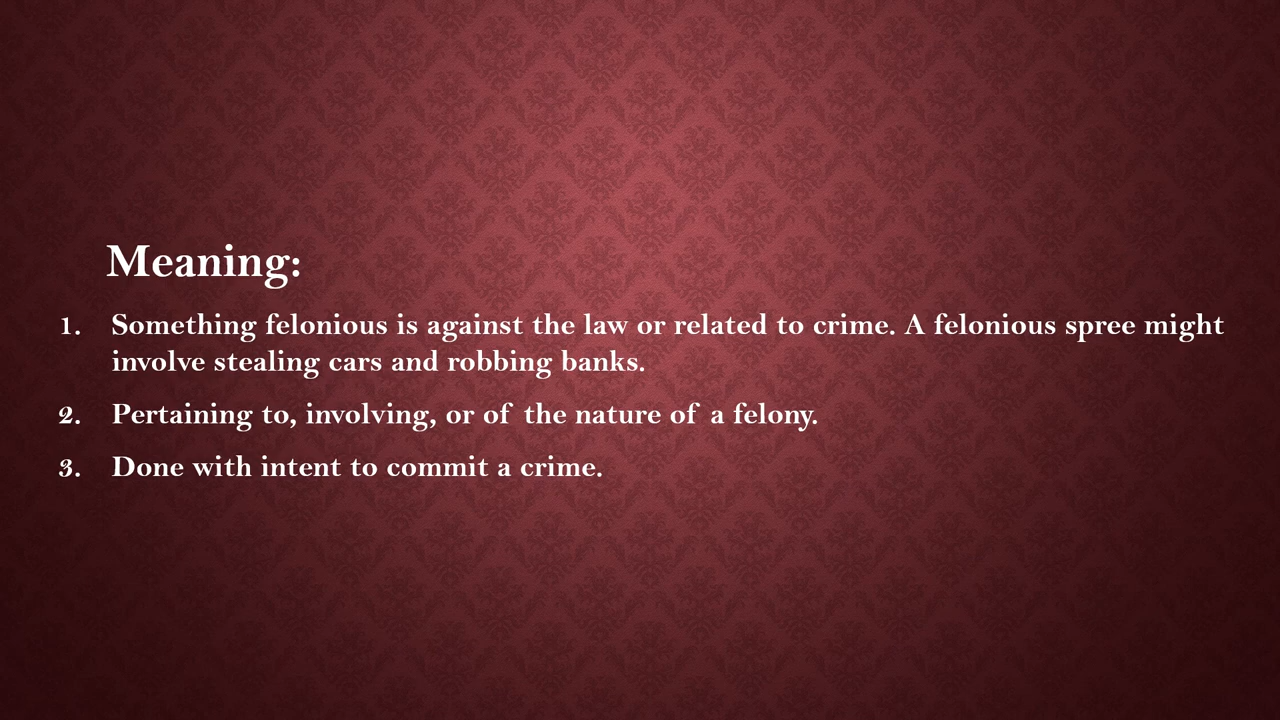 Meaning:
1. Something felonious is against the law or related to crime. A felonious spree might
involve stealing cars and robbing banks.
2. Pertaining to, involving, or of the nature of a felony.
3. Done with intent to commit a crime.